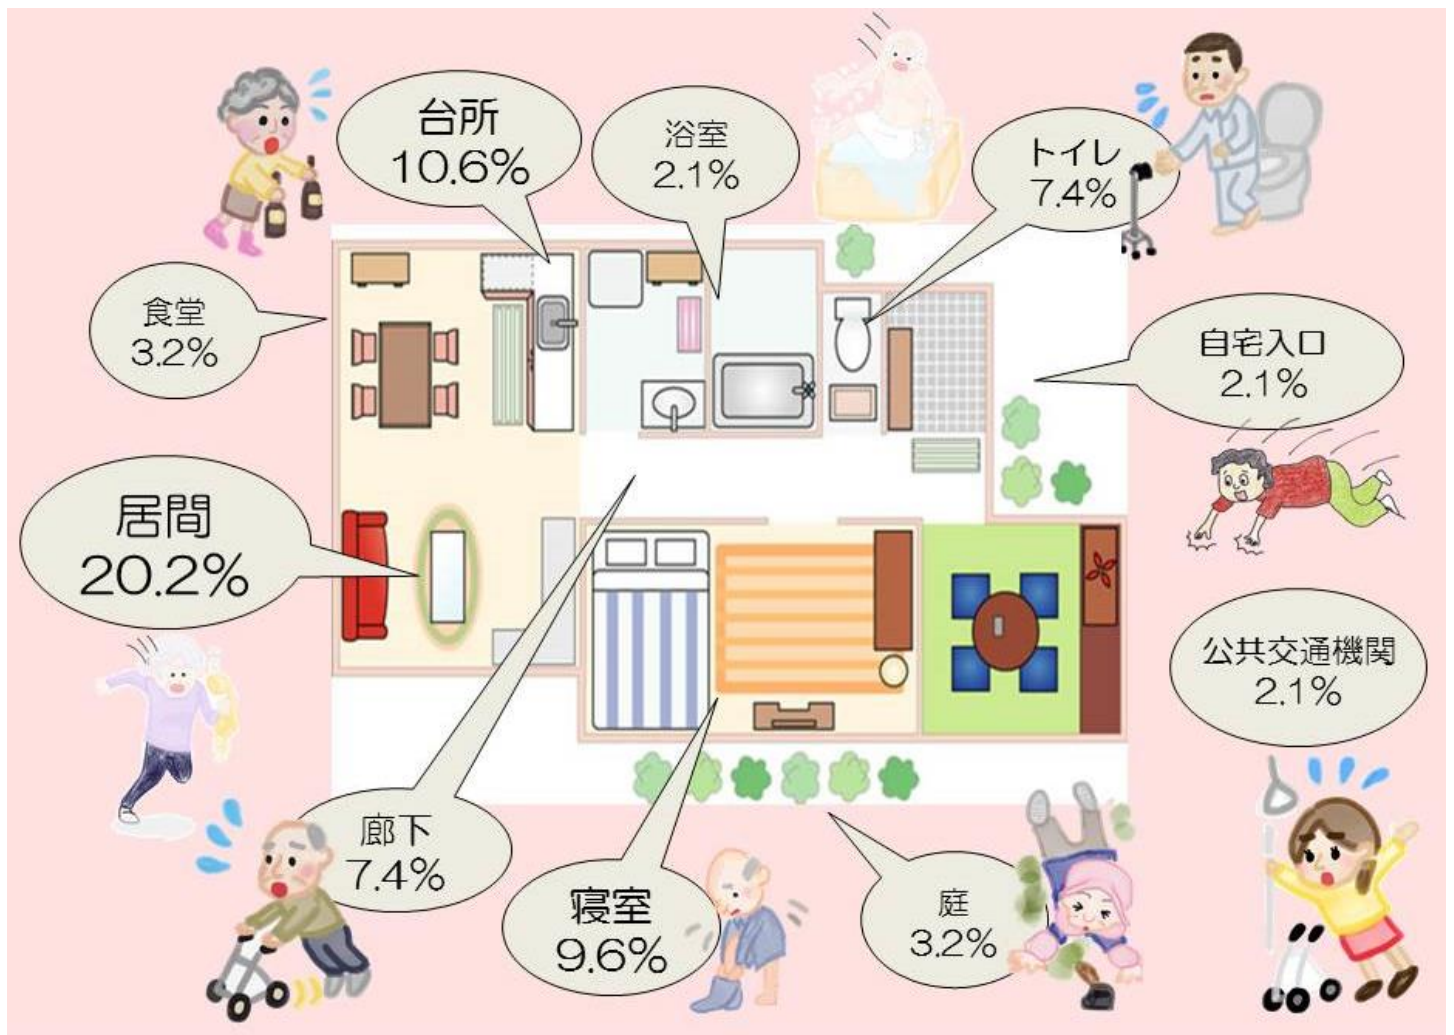 台所
10.6%
浴室
2.1%
トイレ
7.4%
食堂
3.2%
自宅入口
2.1%
居間
20.2%
公共交通機関
2.1%
廊下
7.4%
寝室
9.6%
庭
3.2%